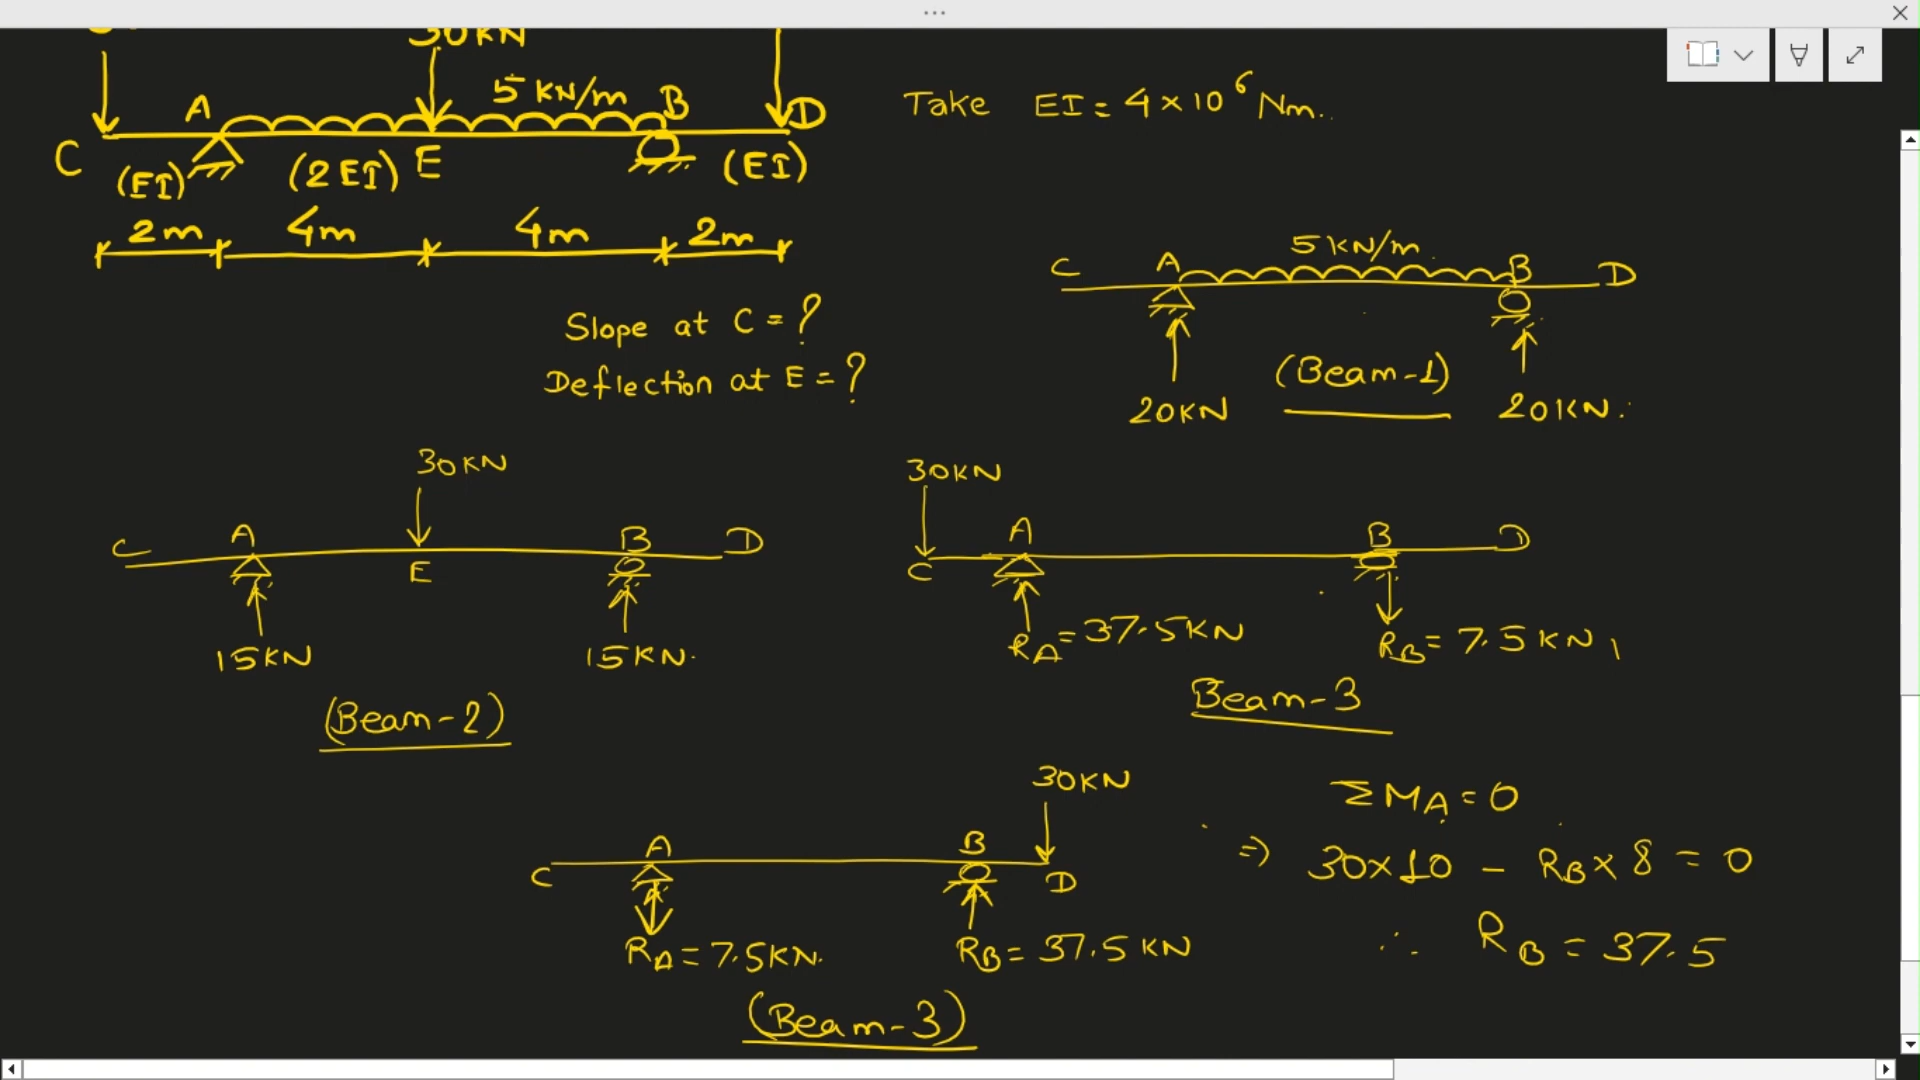 30KN
5 KN/m
A
B
D
C
(EI)
(2EI)
E
(EI)
2m
4m
4m
2m
Take EI = 4 × 10⁶ Nm..
Slope at C = ?
Deflection at E = ?
5 KN/m
C
A
B
D
20KN
(Beam-1)
20KN.
30KN
C
A
B
D
E
15KN
15KN.
(Beam-2)
30KN
A
B
D
C
RA = 37.5KN
RB = 7.5KN
Beam-3
30KN
A
B
C
D
RA = 7.5KN.
RB = 37.5 KN
(Beam-3)
ΣMA = 0
⇒ 30×10 - RB×8 = 0
∴ RB = 37.5